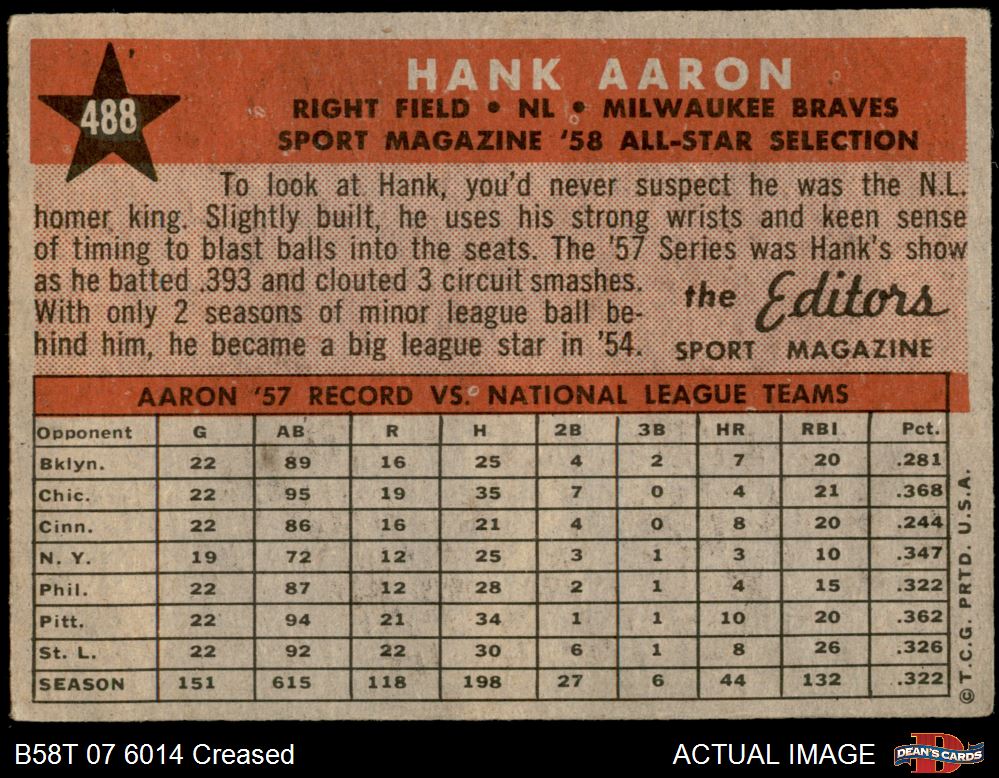 488
HANK AARON
RIGHT FIELD • NL • MILWAUKEE BRAVES
SPORT MAGAZINE '58 ALL-STAR SELECTION
To look at Hank, you'd never suspect he was the N.L.
homer king. Slightly built, he uses his strong wrists and keen sense
of timing to blast balls into the seats. The '57 Series was Hank's show
as he batted .393 and clouted 3 circuit smashes.
With only 2 seasons of minor league ball be-
hind him, he became a big league star in '54.
the Editors
SPORT MAGAZINE
AARON '57 RECORD VS. NATIONAL LEAGUE TEAMS
Opponent G AB R H 2B 3B HR RBI Pct.
Bklyn. 22 89 16 25 4 2 7 20 .281
Chic. 22 95 19 35 7 0 4 21 .368
Cinn. 22 86 16 21 4 0 8 20 .244
N. Y. 19 72 12 25 3 1 3 10 .347
Phil. 22 87 12 28 2 1 4 15 .322
Pitt. 22 94 21 34 1 1 10 20 .362
St. L. 22 92 22 30 6 1 8 26 .326
SEASON 151 615 118 198 27 6 44 132 .322
© T.C.G. PRTD. U.S.A.
B58T 07 6014 Creased
ACTUAL IMAGE
D
DEAN'S CARDS